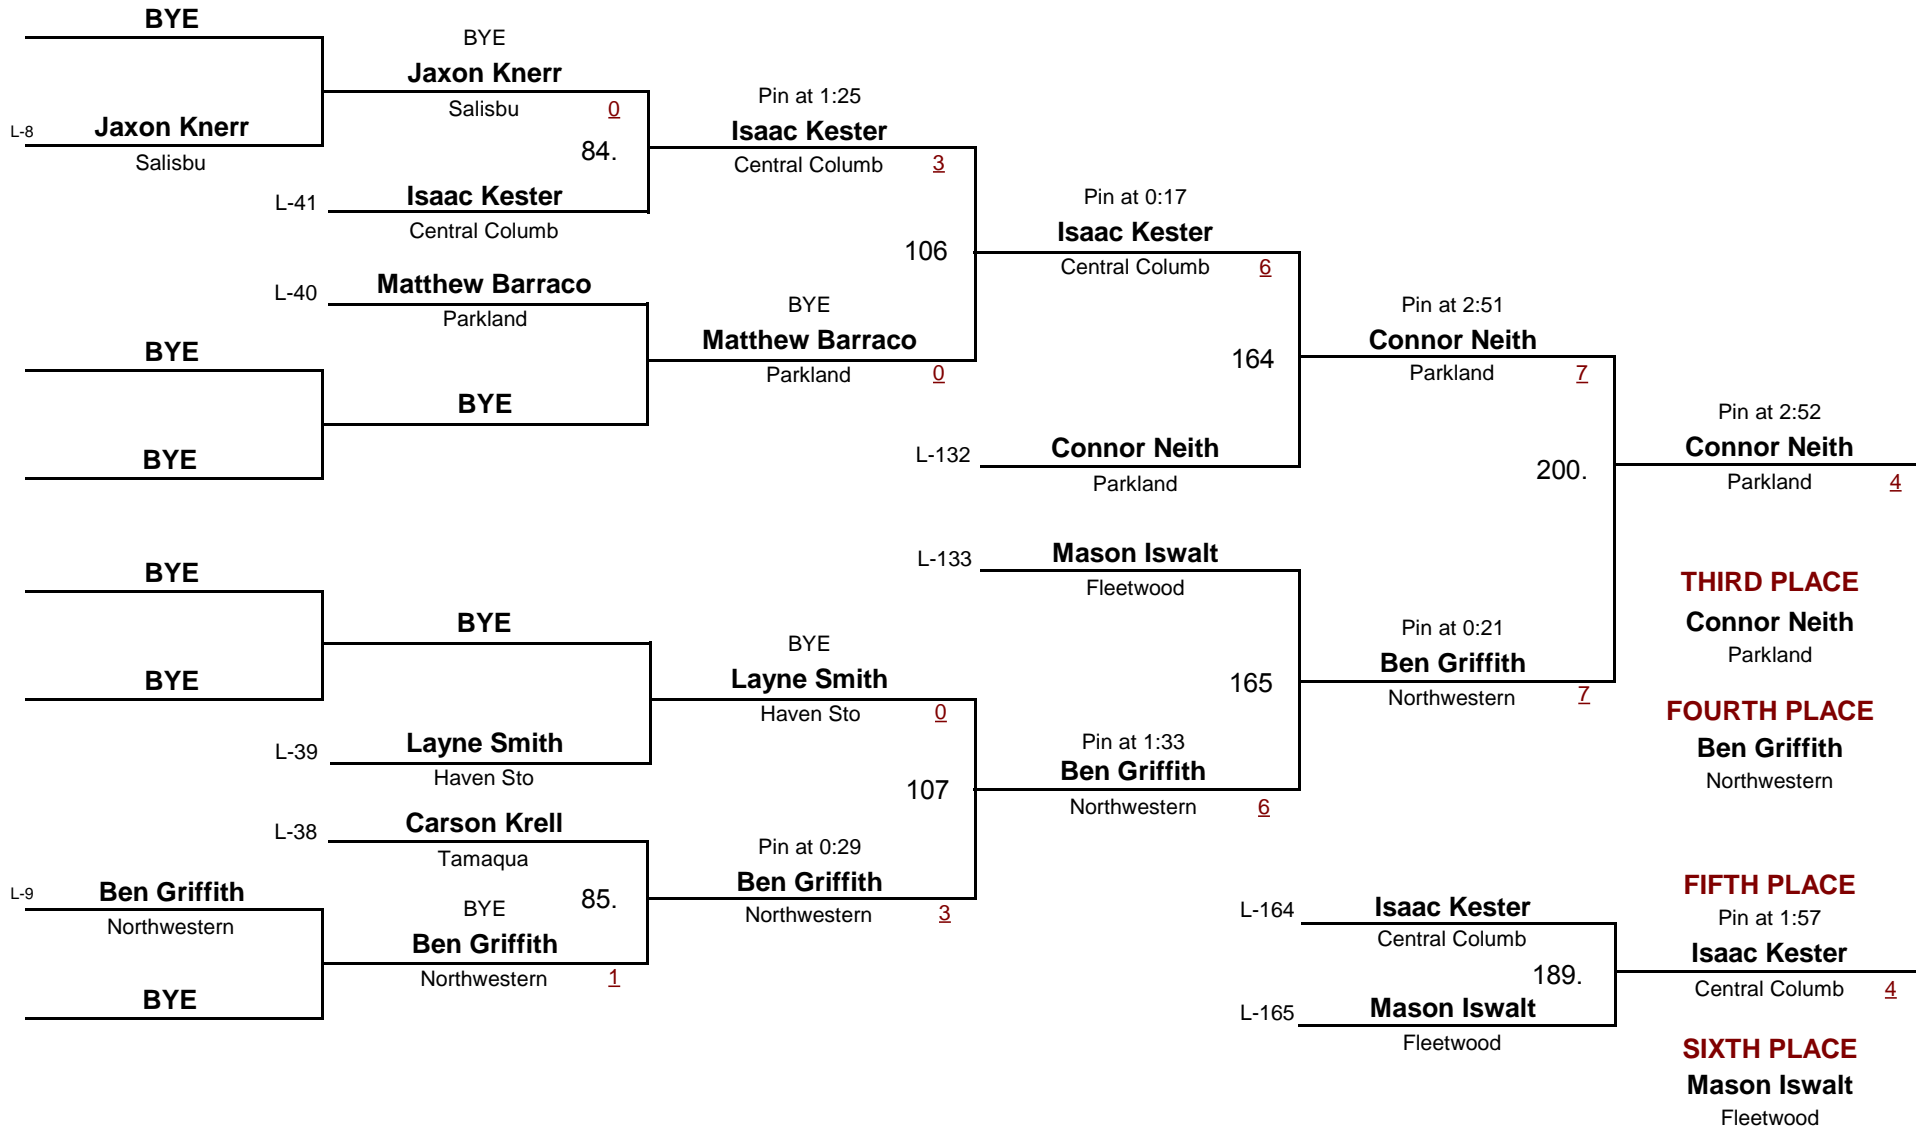 BYE
L-8 Jaxon Knerr
Salisbu
BYE
Jaxon Knerr
Salisbu 0
84.
L-41 Isaac Kester
Central Columb
Pin at 1:25
Isaac Kester
Central Columb 3
L-40 Matthew Barraco
Parkland
BYE
BYE
BYE
106
BYE
Matthew Barraco
Parkland 0
Pin at 0:17
Isaac Kester
Central Columb 6
164
L-132 Connor Neith
Parkland
Pin at 2:51
Connor Neith
Parkland 7
200.
Pin at 2:52
Connor Neith
Parkland 4
BYE
BYE
BYE
L-39 Layne Smith
Haven Sto
BYE
Layne Smith
Haven Sto 0
107
L-38 Carson Krell
Tamaqua
L-9 Ben Griffith
Northwestern
BYE
85.
BYE
Ben Griffith
Northwestern 1
Pin at 0:29
Ben Griffith
Northwestern 3
L-133 Mason Iswalt
Fleetwood
165
Pin at 1:33
Ben Griffith
Northwestern 6
Pin at 0:21
Ben Griffith
Northwestern 7
THIRD PLACE
Connor Neith
Parkland
FOURTH PLACE
Ben Griffith
Northwestern
L-164 Isaac Kester
Central Columb
189.
L-165 Mason Iswalt
Fleetwood
FIFTH PLACE
Pin at 1:57
Isaac Kester
Central Columb 4
SIXTH PLACE
Mason Iswalt
Fleetwood